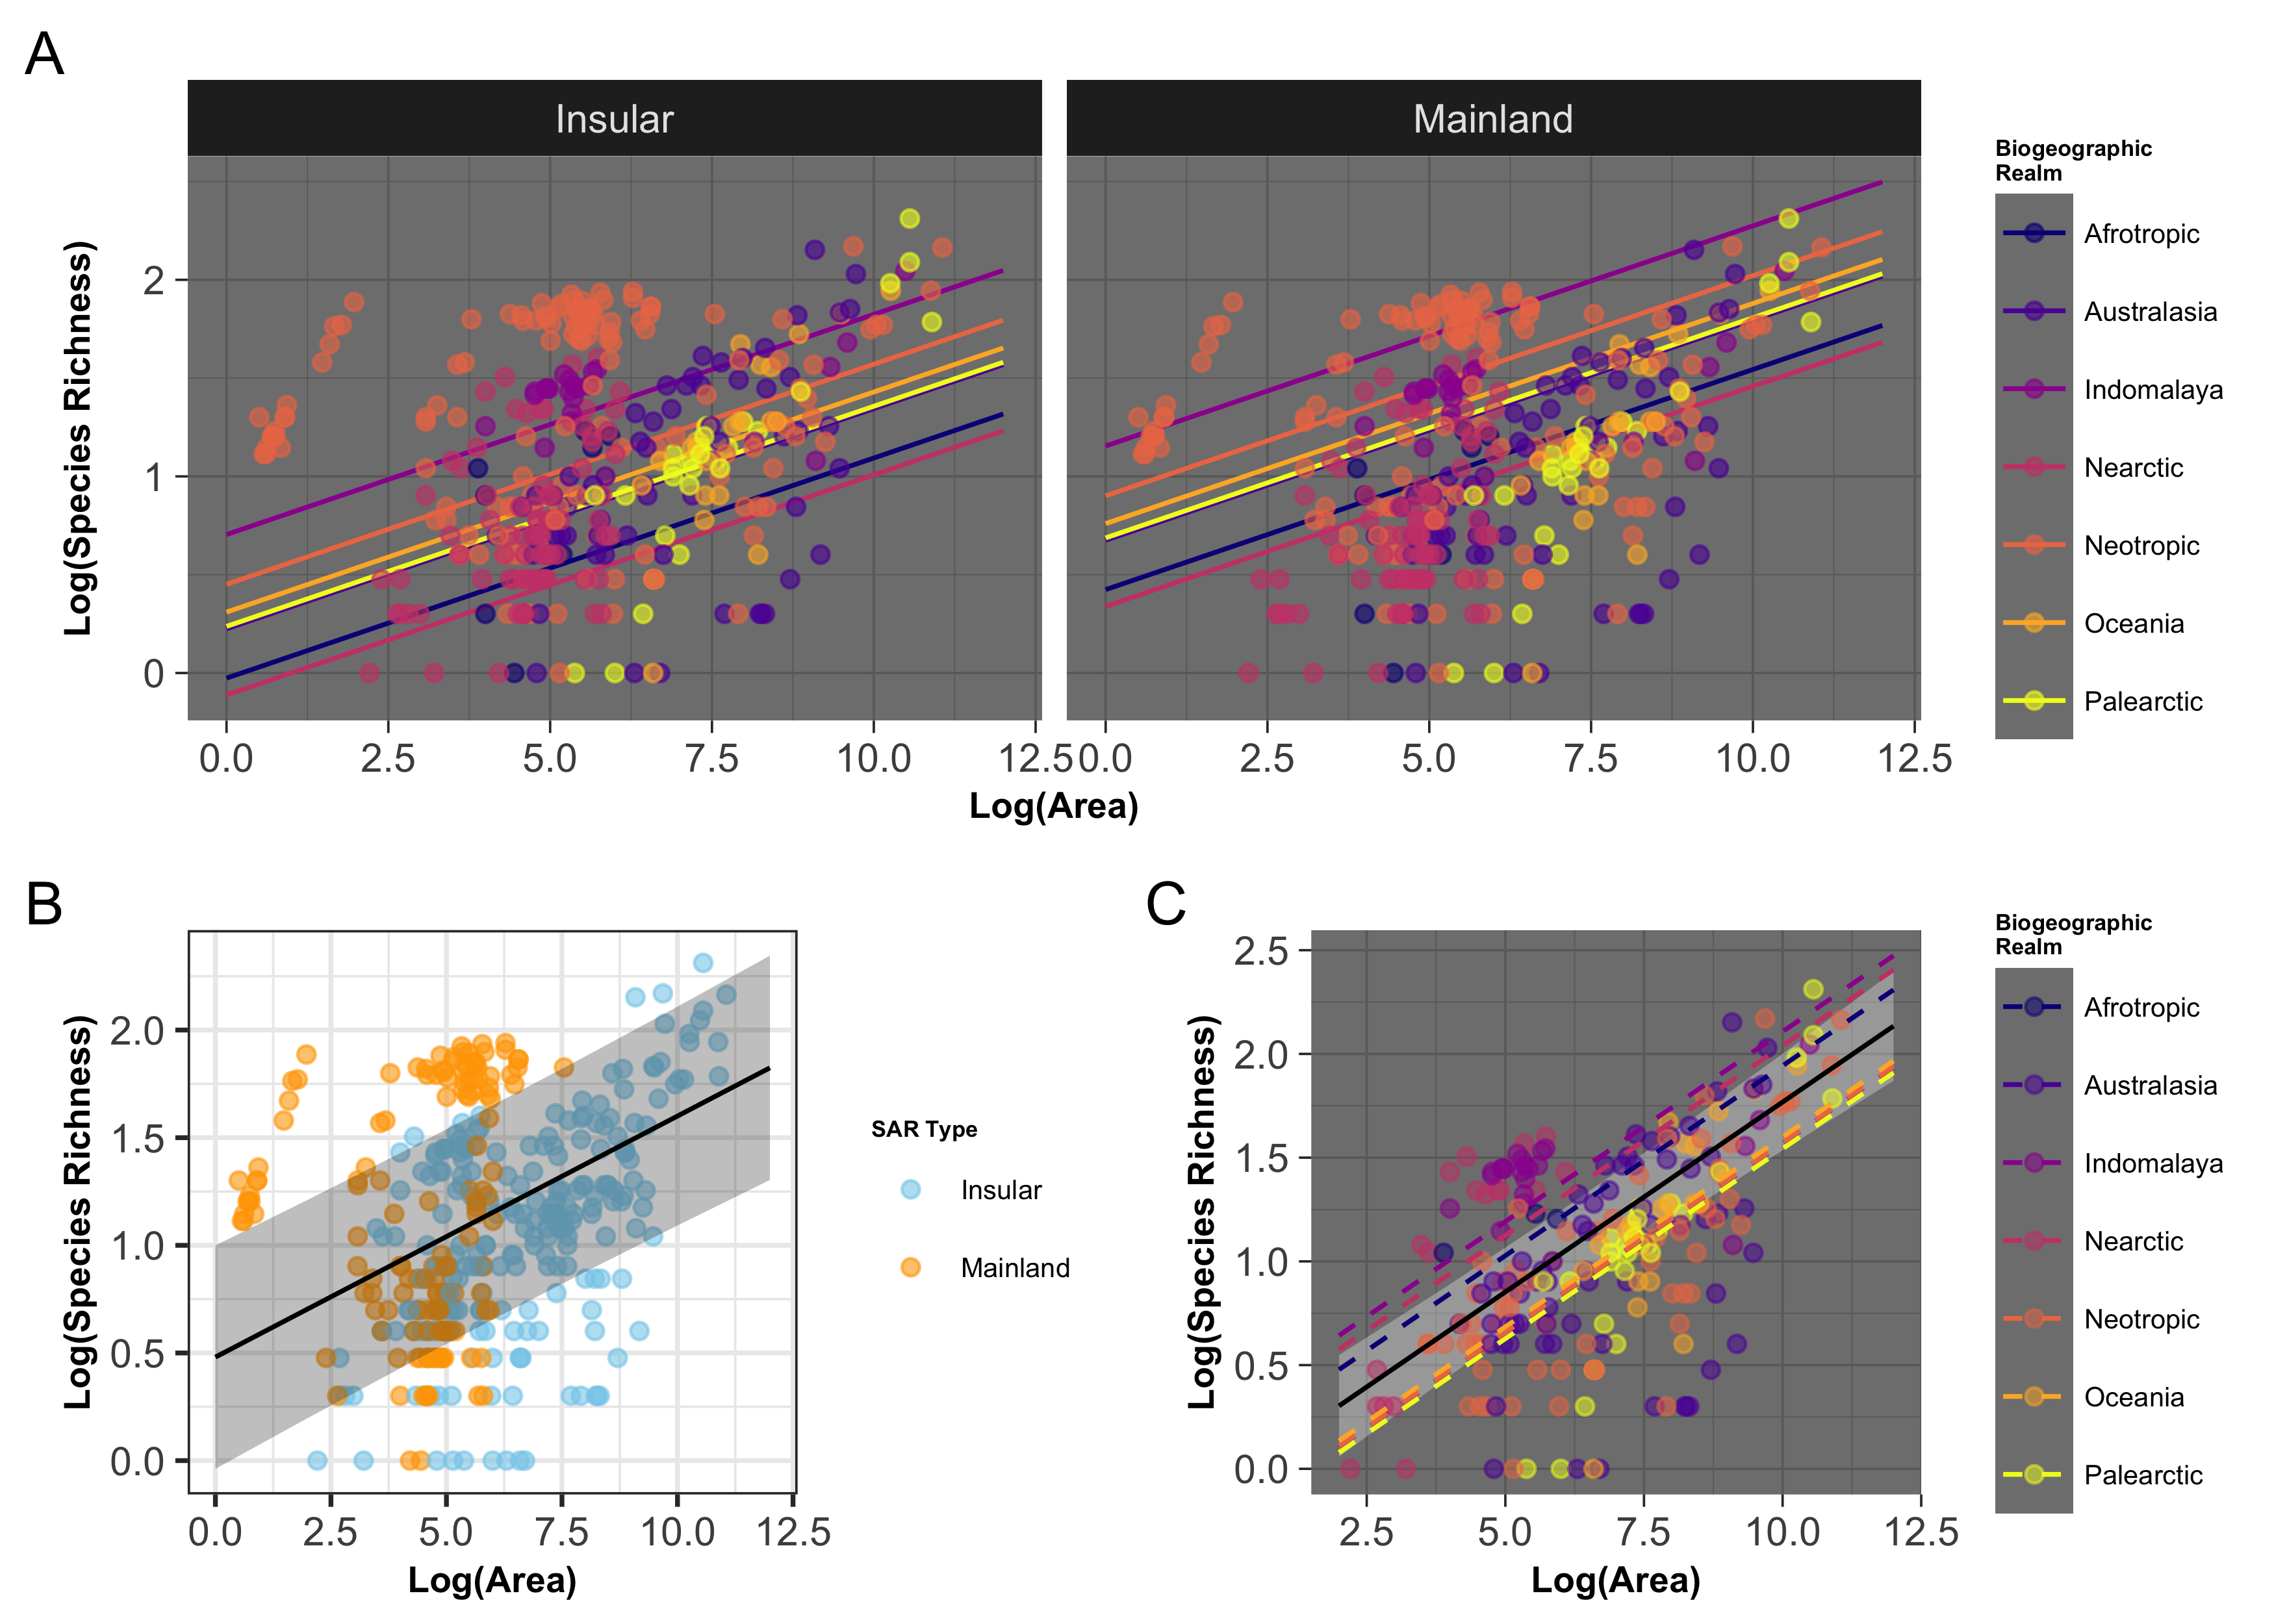 A
Insular
Mainland
Log(Species Richness)
2
1
0
0.0 2.5 5.0 7.5 10.0 12.5
0.0 2.5 5.0 7.5 10.0 12.5
Log(Area)
Biogeographic
Realm
Afrotropic
Australasia
Indomalaya
Nearctic
Neotropic
Oceania
Palearctic
B
Log(Species Richness)
2.0
1.5
1.0
0.5
0.0
0.0 2.5 5.0 7.5 10.0 12.5
Log(Area)
SAR Type
Insular
Mainland
C
Log(Species Richness)
2.5
2.0
1.5
1.0
0.5
0.0
2.5 5.0 7.5 10.0 12.5
Log(Area)
Biogeographic
Realm
Afrotropic
Australasia
Indomalaya
Nearctic
Neotropic
Oceania
Palearctic